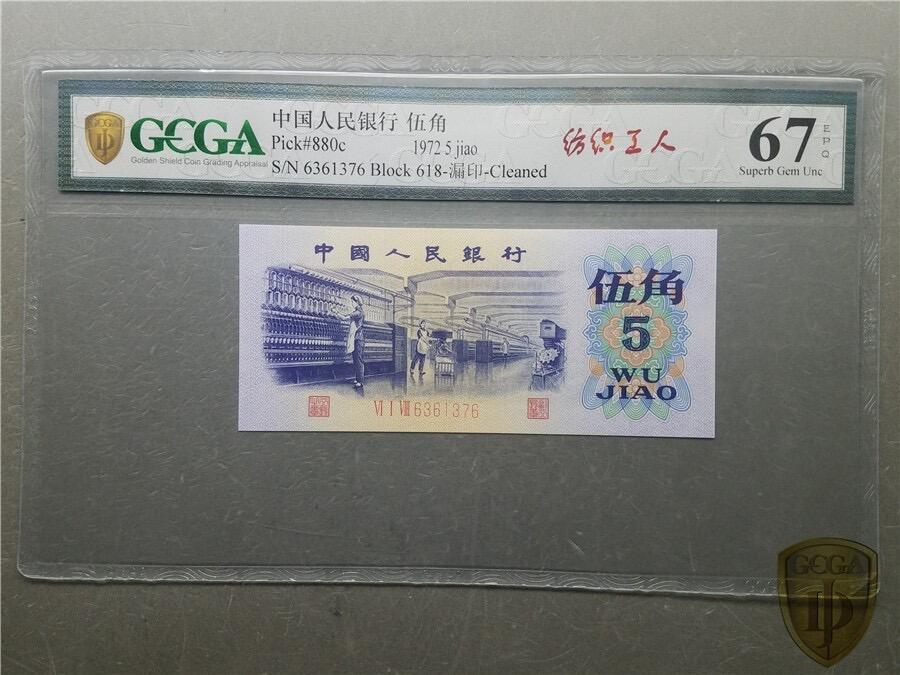 GCGA
Golden Shield Coin Grading Appraisal
中国人民银行 伍角
Pick#880c 1972 5 jiao
S/N 6361376 Block 618-漏印-Cleaned
纺织工人
67
EPQ
Superb Gem Unc
中國人民銀行
伍角
5
WU
JIAO
VI I VIII 6361376
GCGA